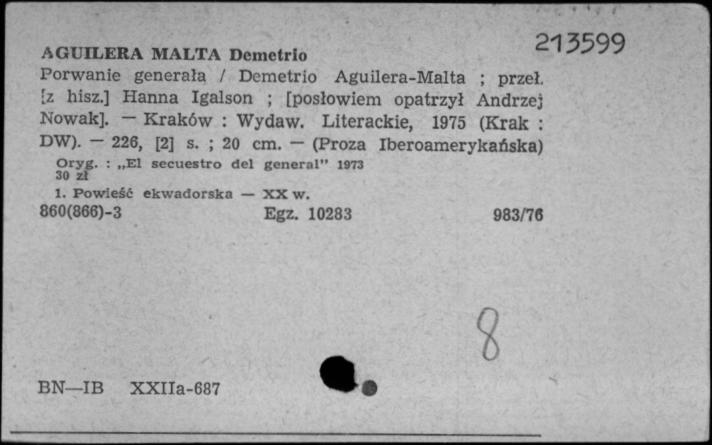 213599
AGUILERA MALTA Demetrio
Porwanie generała / Demetrio Aguilera-Malta ; przeł.
[z hisz.] Hanna Igalson ; [posłowiem opatrzył Andrzej
Nowak]. — Kraków : Wydaw. Literackie, 1975 (Krak :
DW). — 226, [2] s. ; 20 cm. — (Proza Iberoamerykańska)
Oryg. : „El secuestro del general” 1973
30 zł
1. Powieść ekwadorska — XX w.
860(866)-3 Egz. 10283 983/76
8
BN—IB XXIIa-687